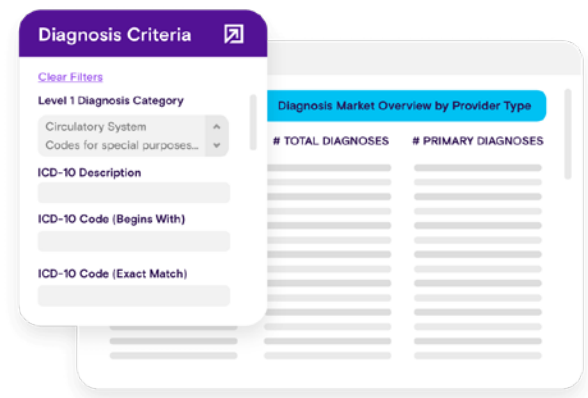 Diagnosis Criteria
Clear Filters
Level 1 Diagnosis Category
Circulatory System
Codes for special purposes...
ICD-10 Description
ICD-10 Code (Begins With)
ICD-10 Code (Exact Match)
Diagnosis Market Overview by Provider Type
# TOTAL DIAGNOSES # PRIMARY DIAGNOSES